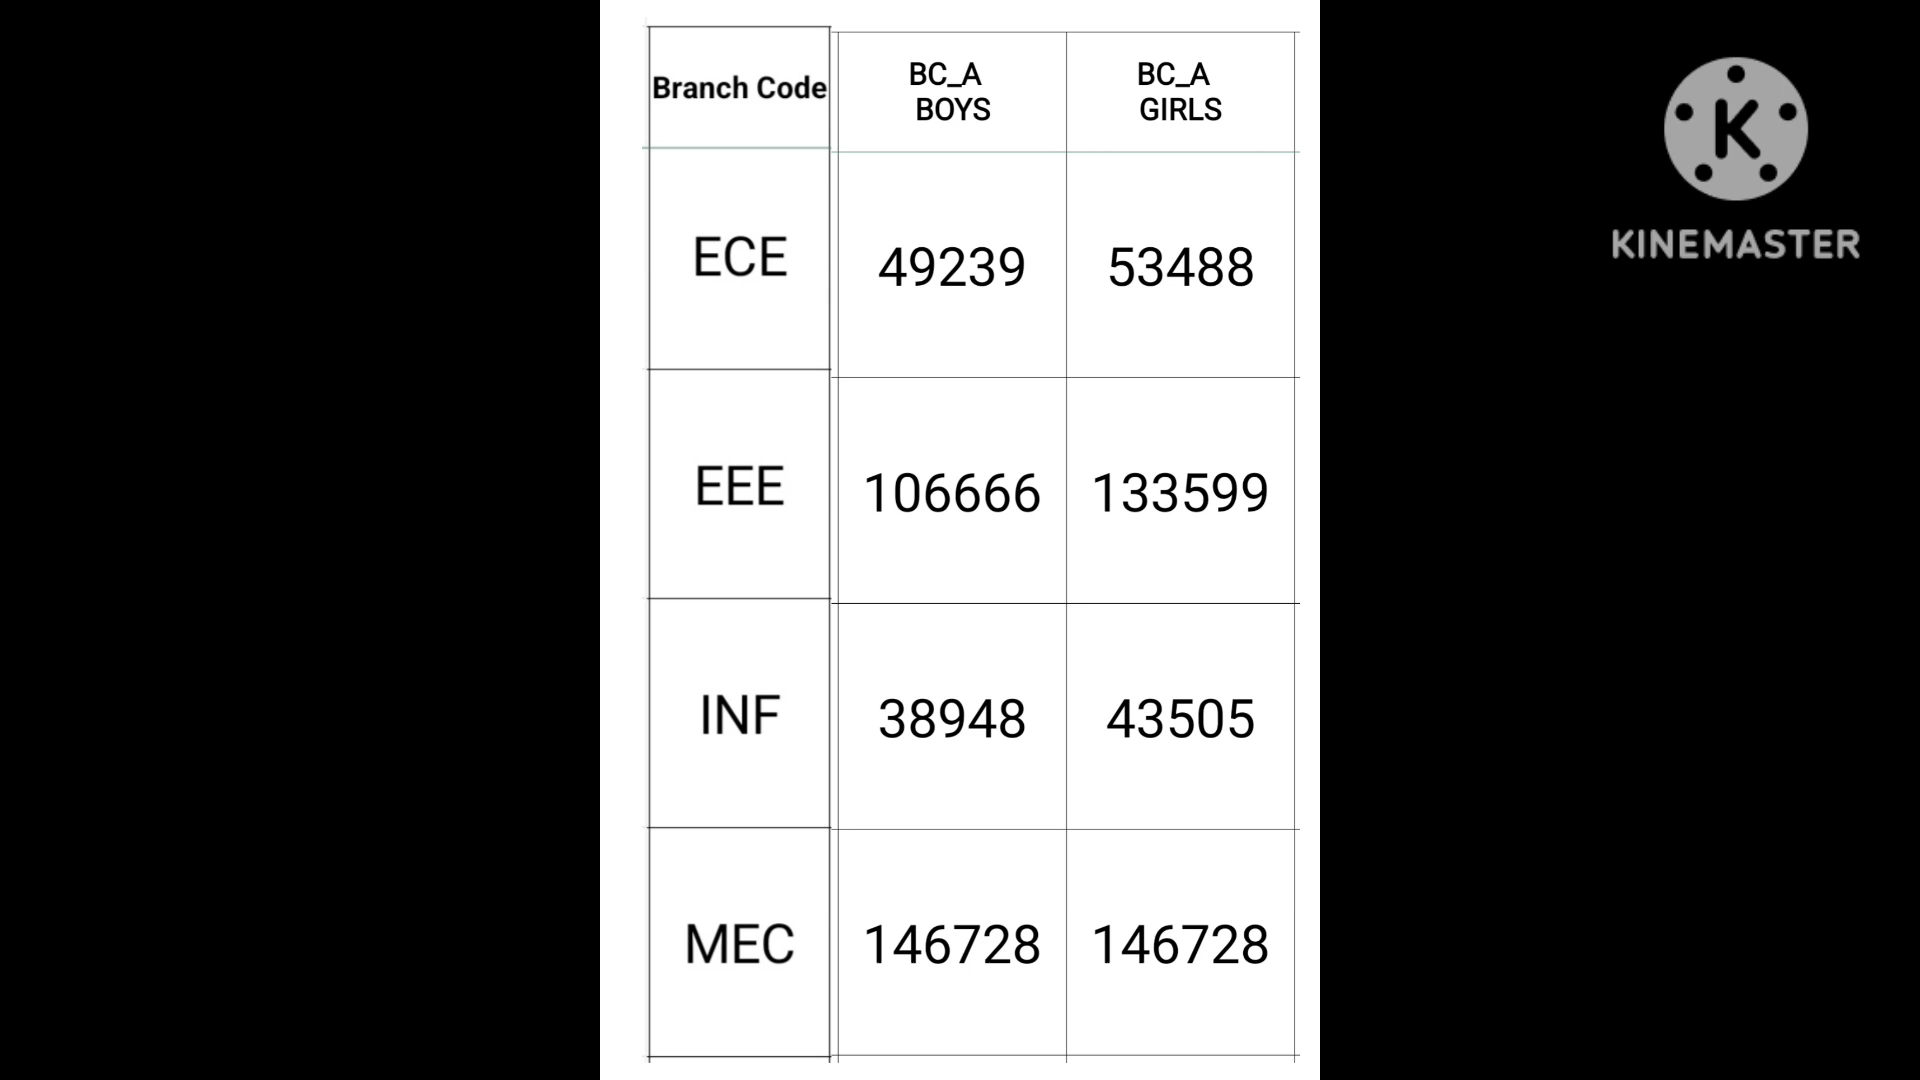 Branch Code
BC_A
BOYS
BC_A
GIRLS
ECE
49239
53488
EEE
106666
133599
INF
38948
43505
MEC
146728
146728
K
KINEMASTER